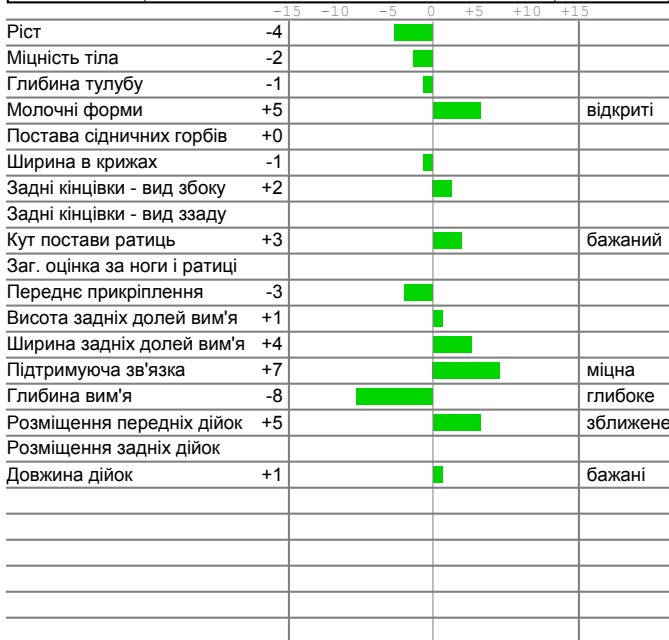 -15 -10 -5 0 +5 +10 +15
Ріст -4
Міцність тіла -2
Глибина тулубу -1
Молочні форми +5 відкриті
Постава сідничних горбів +0
Ширина в крижах -1
Задні кінцівки - вид збоку +2
Задні кінцівки - вид ззаду
Кут постави ратиць +3 бажаний
Заг. оцінка за ноги і ратиці
Переднє прикріплення -3
Висота задніх долей вим'я +1
Ширина задніх долей вим'я +4
Підтримуюча зв'язка +7 міцна
Глибина вим'я -8 глибоке
Розміщення передніх дійок +5 зближене
Розміщення задніх дійок
Довжина дійок +1 бажані